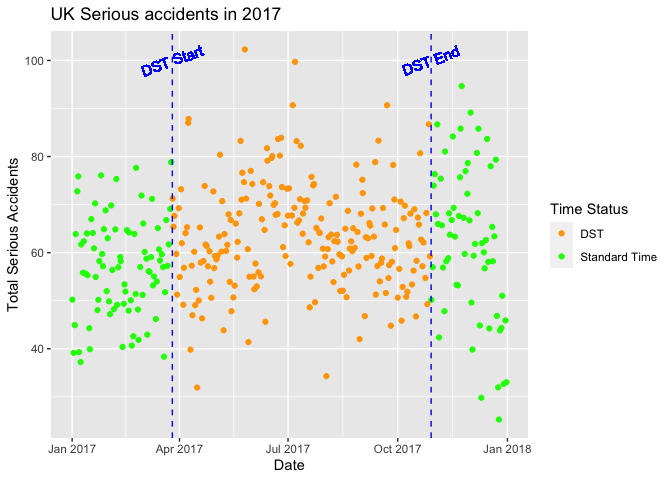 UK Serious accidents in 2017
DST Start
DST End
100
80
60
40
Total Serious Accidents
Jan 2017
Apr 2017
Jul 2017
Oct 2017
Jan 2018
Date
Time Status
DST
Standard Time